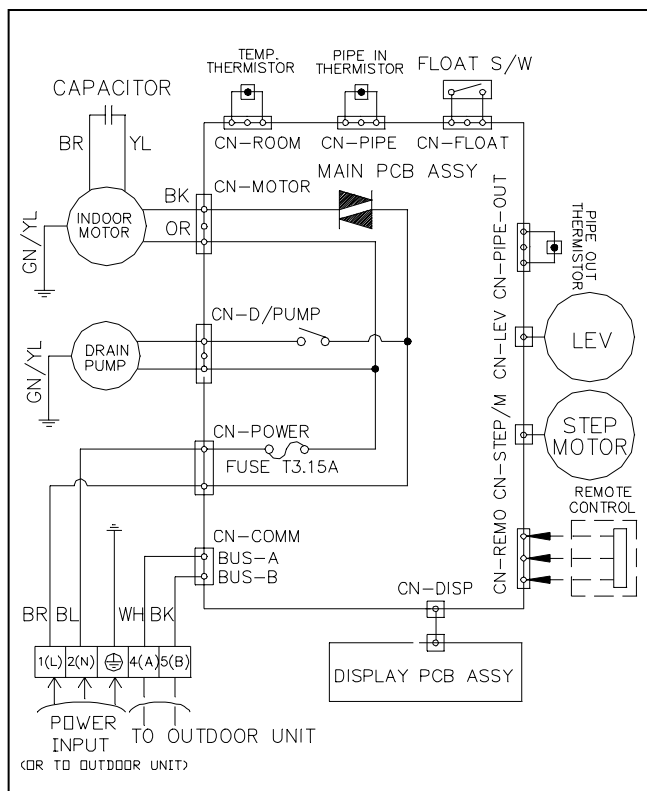 TEMP.
THERMISTOR
PIPE IN
THERMISTOR
FLOAT S/W
CAPACITOR
BR
YL
CN-ROOM
CN-PIPE
CN-FLOAT
MAIN PCB ASSY
CN-MOTOR
BK
OR
INDOOR
MOTOR
GN/YL
CN-PIPE-OUT
PIPE OUT
THERMISTOR
CN-D/PUMP
DRAIN
PUMP
GN/YL
CN-LEV
LEV
CN-POWER
FUSE T3.15A
CN-STEP/M
STEP
MOTOR
REMOTE
CONTROL
CN-REMO
CN-COMM
BUS-A
BUS-B
CN-DISP
BR
BL
WH
BK
1(L)
2(N)
4(A)
5(B)
DISPLAY PCB ASSY
POWER
INPUT
(OR TO OUTDOOR UNIT)
TO OUTDOOR UNIT